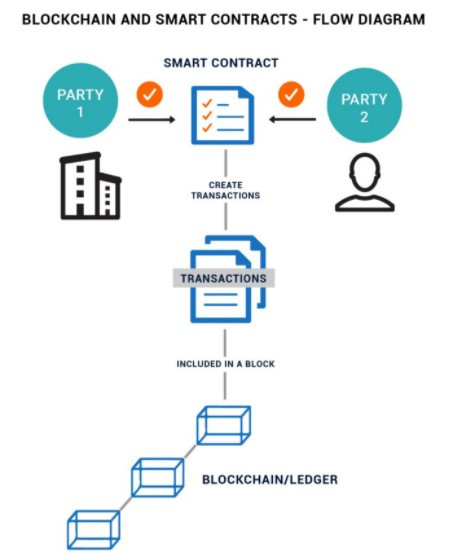 BLOCKCHAIN AND SMART CONTRACTS - FLOW DIAGRAM
SMART CONTRACT
PARTY
1
PARTY
2
CREATE
TRANSACTIONS
TRANSACTIONS
INCLUDED IN A BLOCK
BLOCKCHAIN/LEDGER